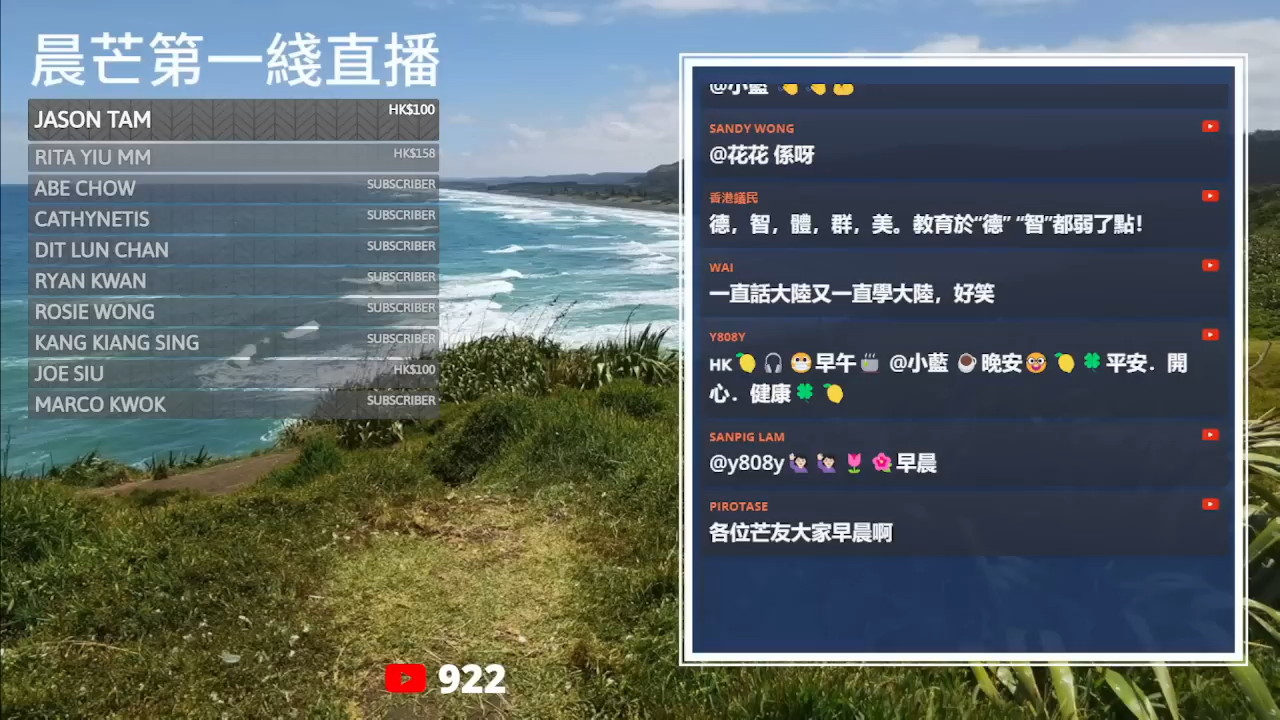 晨芒第一綫直播
JASON TAM HK$100
RITA YIU MM HK$158
ABE CHOW SUBSCRIBER
CATHYNETIS SUBSCRIBER
DIT LUN CHAN SUBSCRIBER
RYAN KWAN SUBSCRIBER
ROSIE WONG SUBSCRIBER
KANG KIANG SING SUBSCRIBER
JOE SIU HK$100
MARCO KWOK SUBSCRIBER
922
@小藍 
SANDY WONG
@花花 係呀
香港議民
德，智，體，群，美。教育於“德” “智”都弱了點！
WAI
一直話大陸又一直學大陸，好笑
Y808Y
HK🍋🎧😷早午☕ @小藍 ☕晚安🤡🍋🍀平安．開
心．健康🍀🍋
SANPIG LAM
@y808y🙋🏻🙋🏻🌷🌺早晨
PIROTASE
各位芒友大家早晨啊